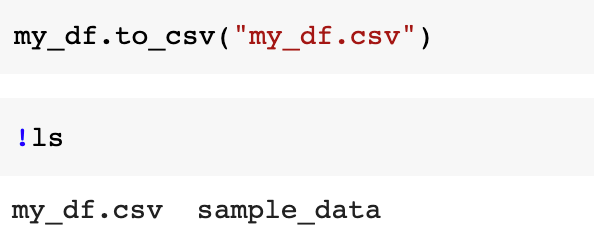 my_df.to_csv("my_df.csv")
!ls
my_df.csv  sample_data